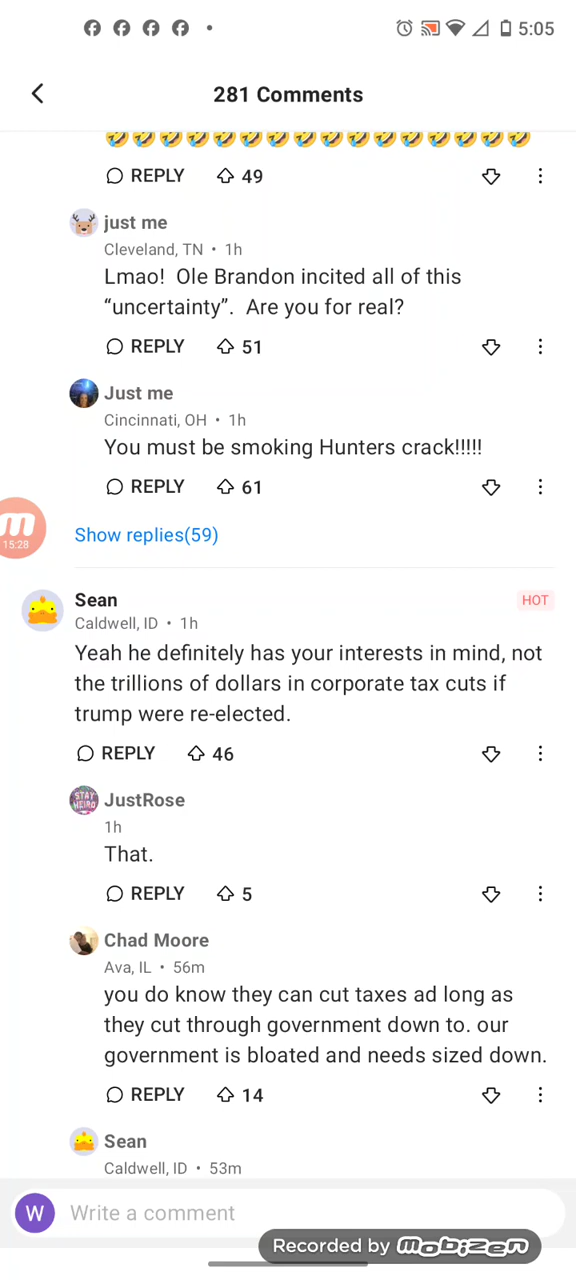 5:05
281 Comments
🤣🤣🤣🤣🤣🤣🤣🤣🤣🤣🤣🤣🤣🤣🤣🤣
REPLY 49
just me
Cleveland, TN • 1h
Lmao! Ole Brandon incited all of this
“uncertainty”. Are you for real?
REPLY 51
Just me
Cincinnati, OH • 1h
You must be smoking Hunters crack!!!!!
REPLY 61
15:28
Show replies(59)
Sean HOT
Caldwell, ID • 1h
Yeah he definitely has your interests in mind, not
the trillions of dollars in corporate tax cuts if
trump were re-elected.
REPLY 46
STAY WEIRD
JustRose
1h
That.
REPLY 5
Chad Moore
Ava, IL • 56m
you do know they can cut taxes ad long as
they cut through government down to. our
government is bloated and needs sized down.
REPLY 14
Sean
Caldwell, ID • 53m
W Write a comment
Recorded by mobizen